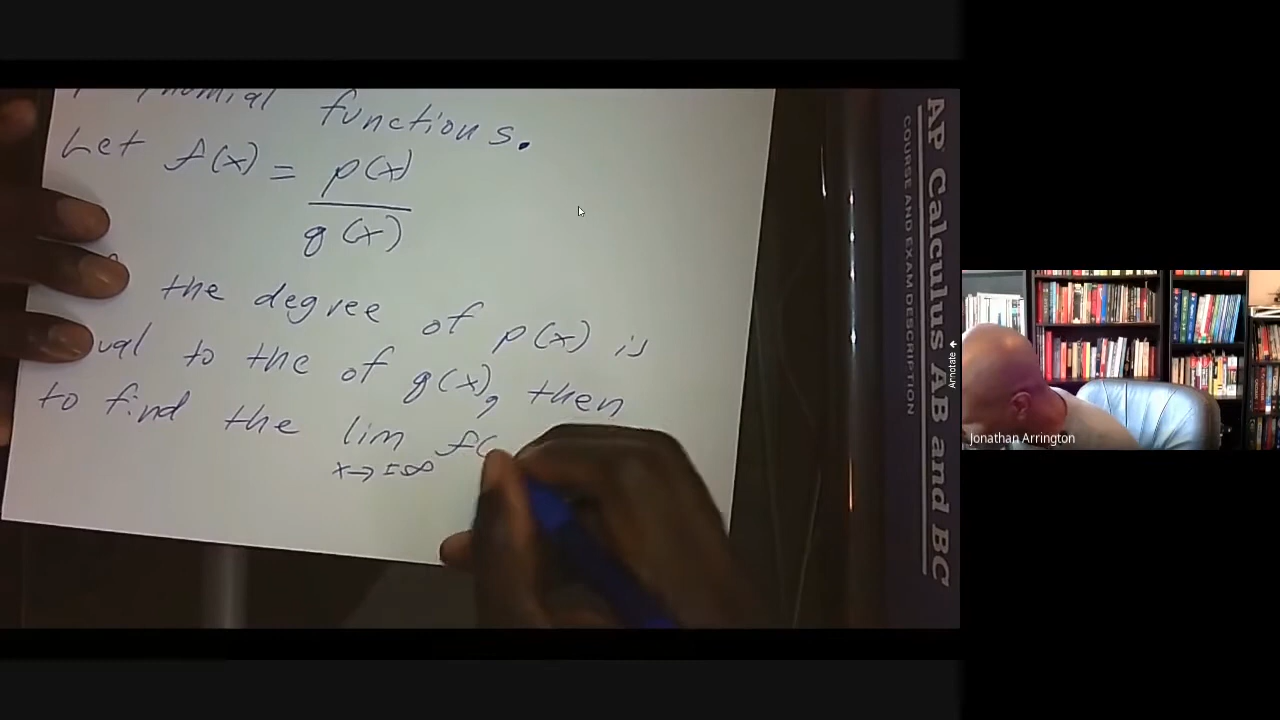 functions.
Let f(x) = p(x)
g(x)
the degree of p(x) is
to the of g(x), then
to find the lim f(
x→±∞
AP Calculus AB and BC
COURSE AND EXAM DESCRIPTION
Annotate
Jonathan Arrington